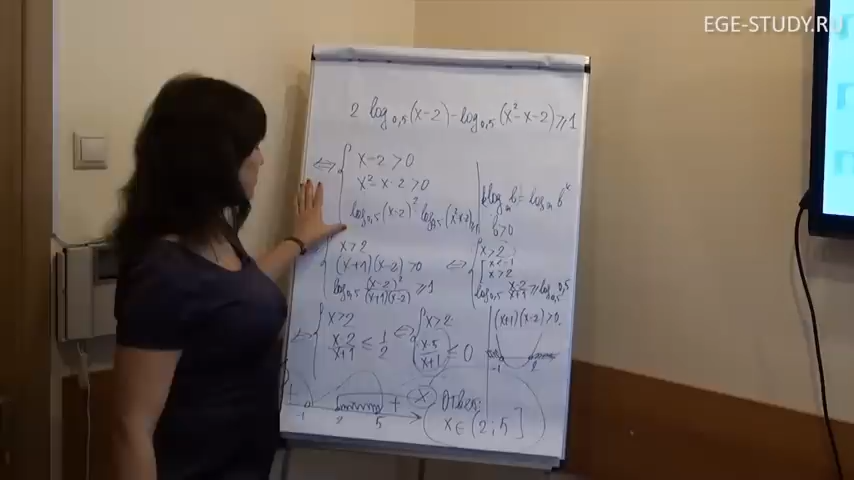 EGE-STUDY.RU
2 log₀,₅(x-2) - log₀,₅(x²-x-2) ⩾ 1
⇔ { x-2>0
x²-x-2>0
log₀,₅(x-2)² log₀,₅(x²-x-2)
log b = log b
b>0
x>2
(x+1)(x-2) >0
log₀,₅ (x-2)²/((x+1)(x-2)) ⩾1
⇔ { x>2
[ x<-1
x>2
log₀,₅ (x-2)/(x+1) ⩾ log₀,₅ 0,5
⇔ { x>2
(x-2)/(x+1) ≤ 1/2
⇔ { x>2
(x-5)/(x+1) ≤ 0
(x+1)(x-2)>0.
-1 2
+ -1 2 5 + x
Ответ:
x∈(2;5]